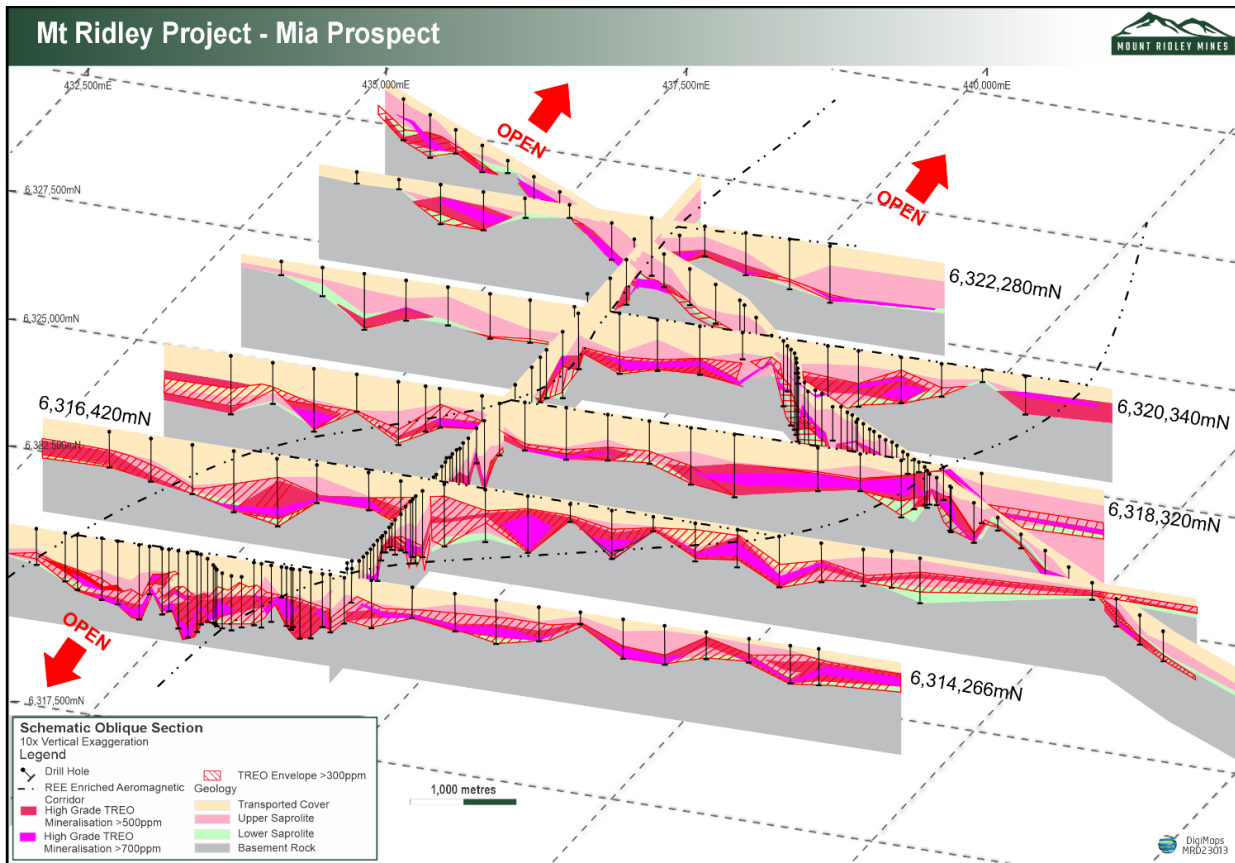 Mt Ridley Project - Mia Prospect
MOUNT RIDLEY MINES
432,500mE
435,000mE
437,500mE
440,000mE
OPEN
OPEN
6,327,500mN
6,322,280mN
6,325,000mN
6,316,420mN
6,320,340mN
6,322,500mN
6,318,320mN
OPEN
6,314,266mN
6,317,500mN
Schematic Oblique Section
10x Vertical Exaggeration
Legend
Drill Hole
REE Enriched Aeromagnetic
Corridor
High Grade TREO
Mineralisation >500ppm
High Grade TREO
Mineralisation >700ppm
TREO Envelope >300ppm
Geology
Transported Cover
Upper Saprolite
Lower Saprolite
Basement Rock
1,000 metres
DigiMaps
MRD23013